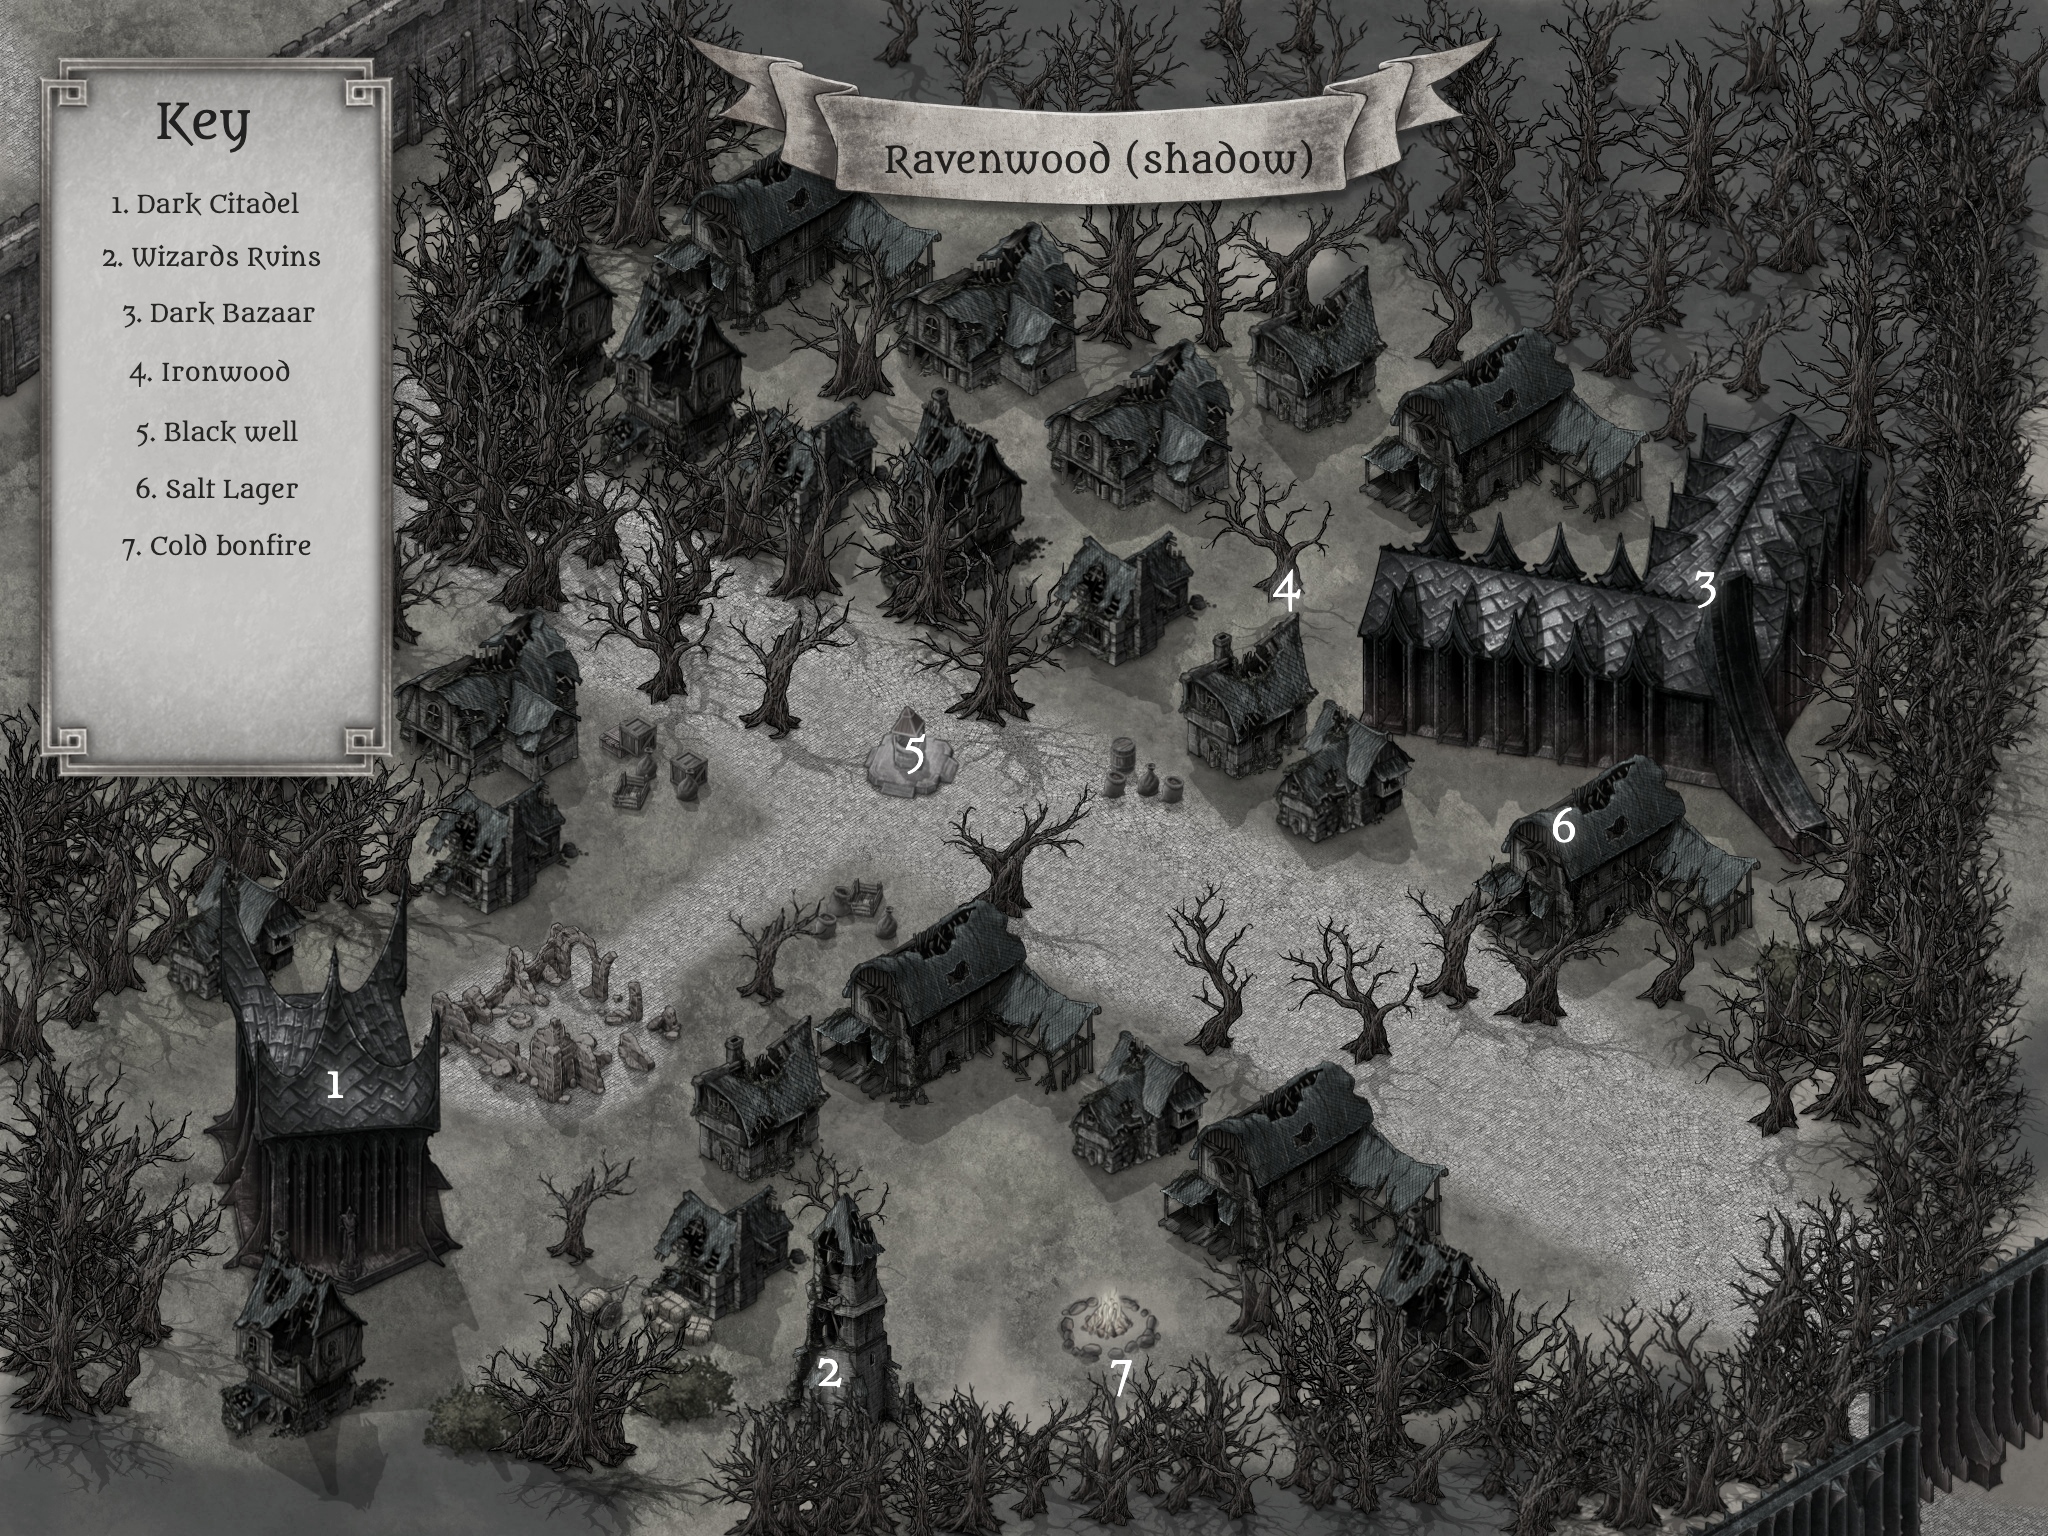 Ravenwood (shadow)
Key
1. Dark Citadel
2. Wizards Ruins
3. Dark Bazaar
4. Ironwood
5. Black well
6. Salt Lager
7. Cold bonfire
4
3
5
6
1
2
7